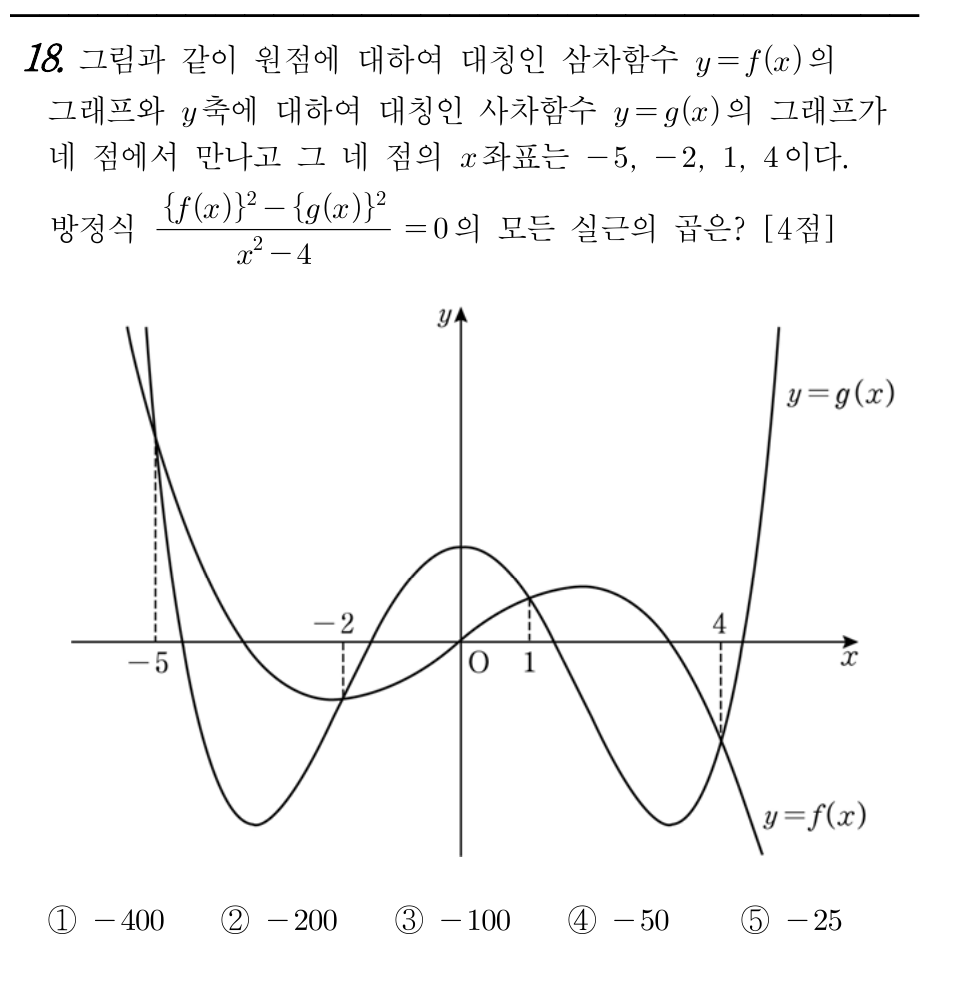 18. 그림과 같이 원점에 대하여 대칭인 삼차함수 y=f(x)의
그래프와 y축에 대하여 대칭인 사차함수 y=g(x)의 그래프가
네 점에서 만나고 그 네 점의 x좌표는 −5, −2, 1, 4이다.
방정식 {f(x)}²−{g(x)}² / x²−4 =0의 모든 실근의 곱은? [4점]
y
y=g(x)
−2
4
−5
O
1
x
y=f(x)
① −400 ② −200 ③ −100 ④ −50 ⑤ −25